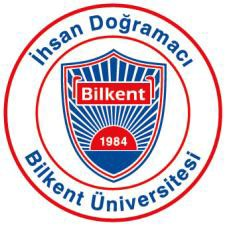 İhsan Doğramacı
Bilkent
1984
Bilkent Üniversitesi